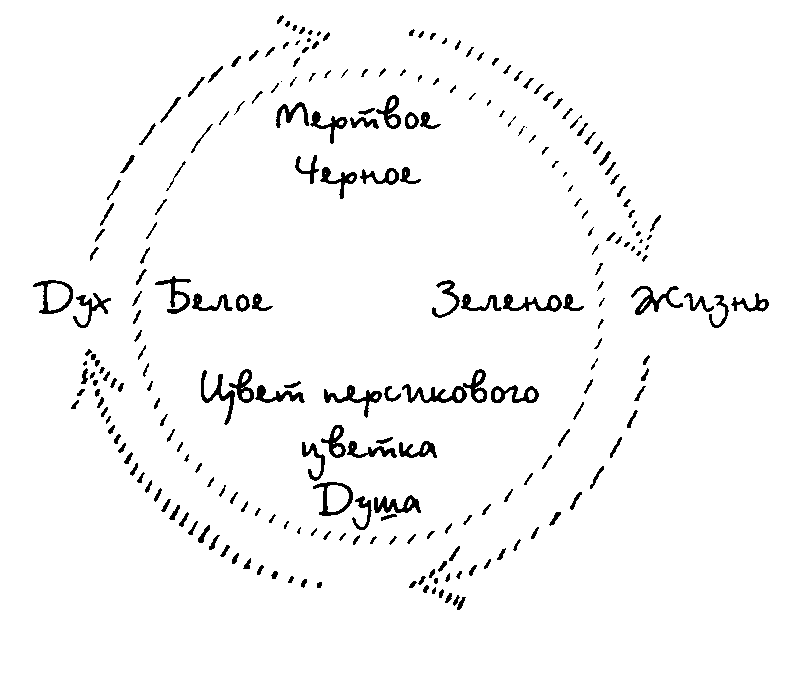 Мертвое
Черное
Дух Белое Зеленое Жизнь
Цвет персикового
цветка
Душа